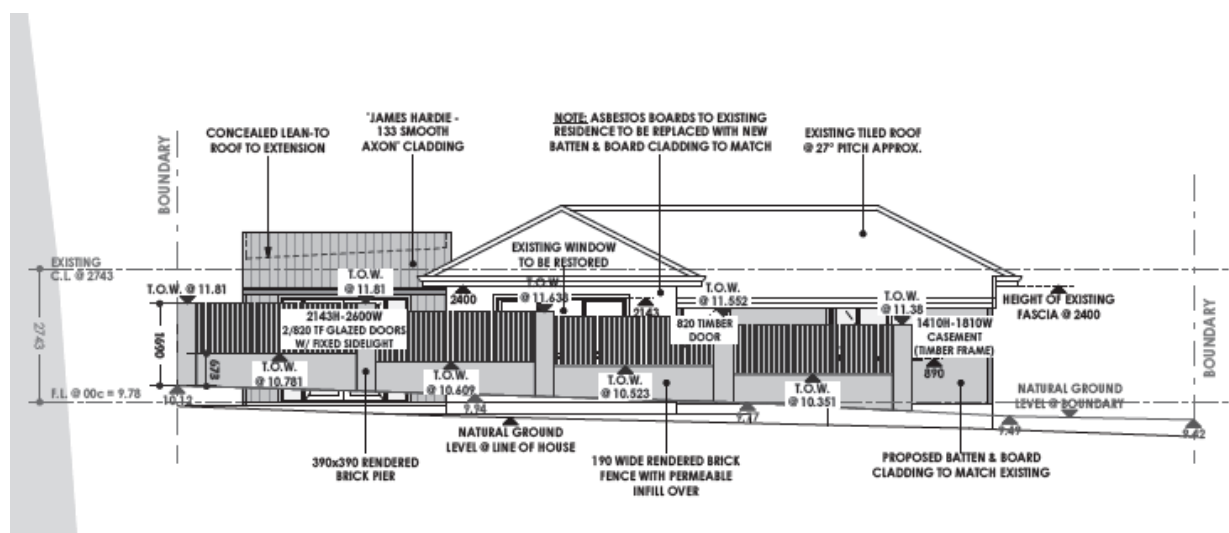 BOUNDARY
CONCEALED LEAN-TO
ROOF TO EXTENSION
"JAMES HARDIE -
133 SMOOTH
AXON" CLADDING
NOTE: ASBESTOS BOARDS TO EXISTING
RESIDENCE TO BE REPLACED WITH NEW
BATTEN & BOARD CLADDING TO MATCH
EXISTING TILED ROOF
@ 27° PITCH APPROX.
BOUNDARY
EXISTING
C.L @ 2743
EXISTING WINDOW
TO BE RESTORED
T.O.W. @ 11.81
T.O.W.
@ 11.81
2400
T.O.W.
@ 11.638
2143
T.O.W.
@ 11.552
T.O.W.
@ 11.38
HEIGHT OF EXISTING
FASCIA @ 2400
2743
1690
673
2143H-2600W
2/820 TF GLAZED DOORS
W/ FIXED SIDELIGHT
820 TIMBER
DOOR
1410H-1810W
CASEMENT
(TIMBER FRAME)
890
T.O.W.
@ 10.781
T.O.W.
@ 10.609
T.O.W.
@ 10.523
T.O.W.
@ 10.351
F.L @ 00c = 9.78
10.12
9.94
9.49
9.42
NATURAL GROUND
LEVEL @ BOUNDARY
NATURAL GROUND
LEVEL @ LINE OF HOUSE
390x390 RENDERED
BRICK PIER
190 WIDE RENDERED BRICK
FENCE WITH PERMEABLE
INFILL OVER
PROPOSED BATTEN & BOARD
CLADDING TO MATCH EXISTING